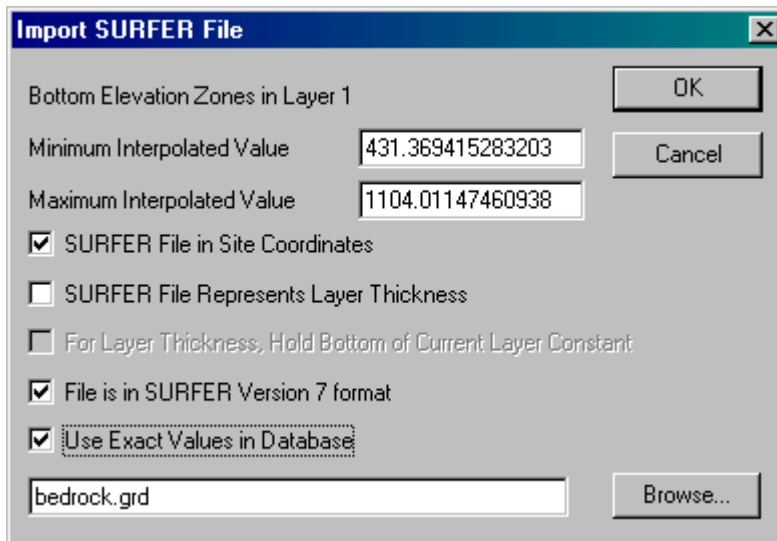 Import SURFER File
Bottom Elevation Zones in Layer 1
OK
Minimum Interpolated Value 431.369415283203
Cancel
Maximum Interpolated Value 1104.01147460938
SURFER File in Site Coordinates
SURFER File Represents Layer Thickness
For Layer Thickness, Hold Bottom of Current Layer Constant
File is in SURFER Version 7 format
Use Exact Values in Database
bedrock.grd
Browse...